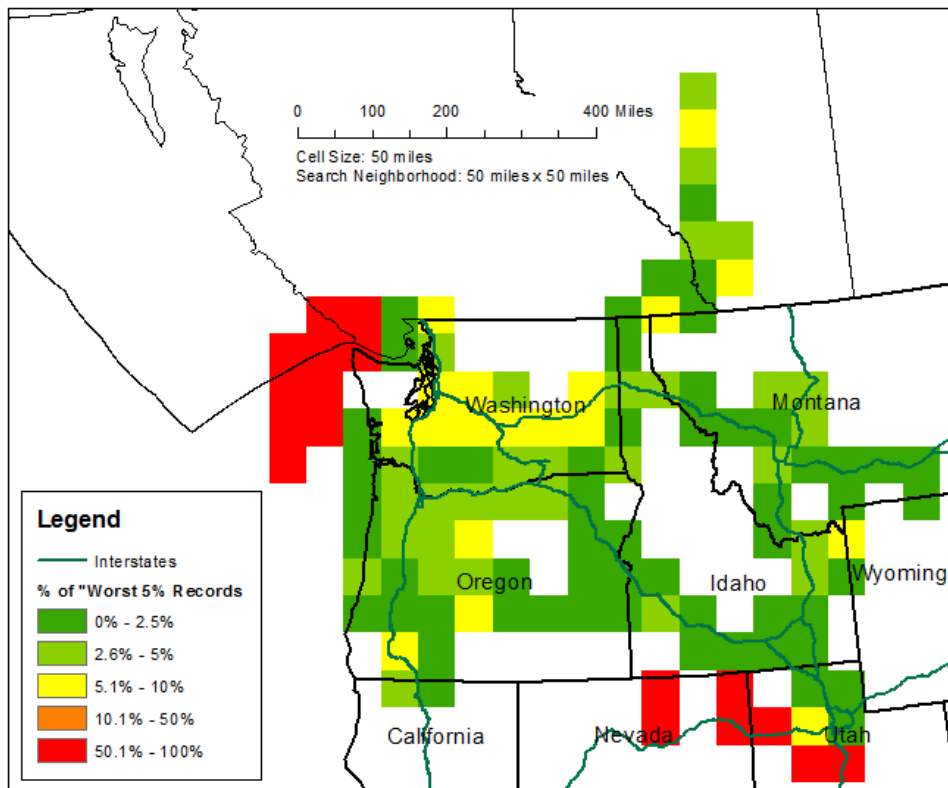 0 100 200 400 Miles
Cell Size: 50 miles
Search Neighborhood: 50 miles x 50 miles
Washington
Montana
Oregon
Idaho
Wyoming
California
Nevada
Utah
Legend
Interstates
% of "Worst 5% Records
0% - 2.5%
2.6% - 5%
5.1% - 10%
10.1% - 50%
50.1% - 100%